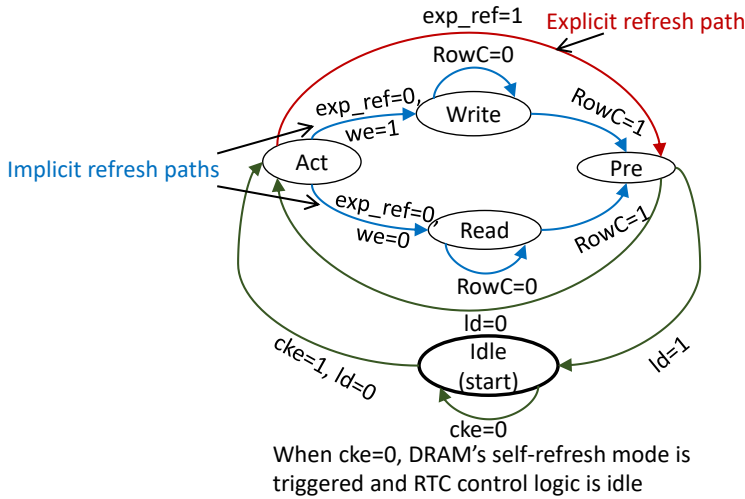 exp_ref=1
Explicit refresh path
RowC=0
exp_ref=0,
we=1
Write
RowC=1
Implicit refresh paths
Act
Pre
exp_ref=0,
we=0
Read
RowC=1
RowC=0
ld=0
cke=1, ld=0
Idle
(start)
ld=1
cke=0
When cke=0, DRAM's self-refresh mode is
triggered and RTC control logic is idle